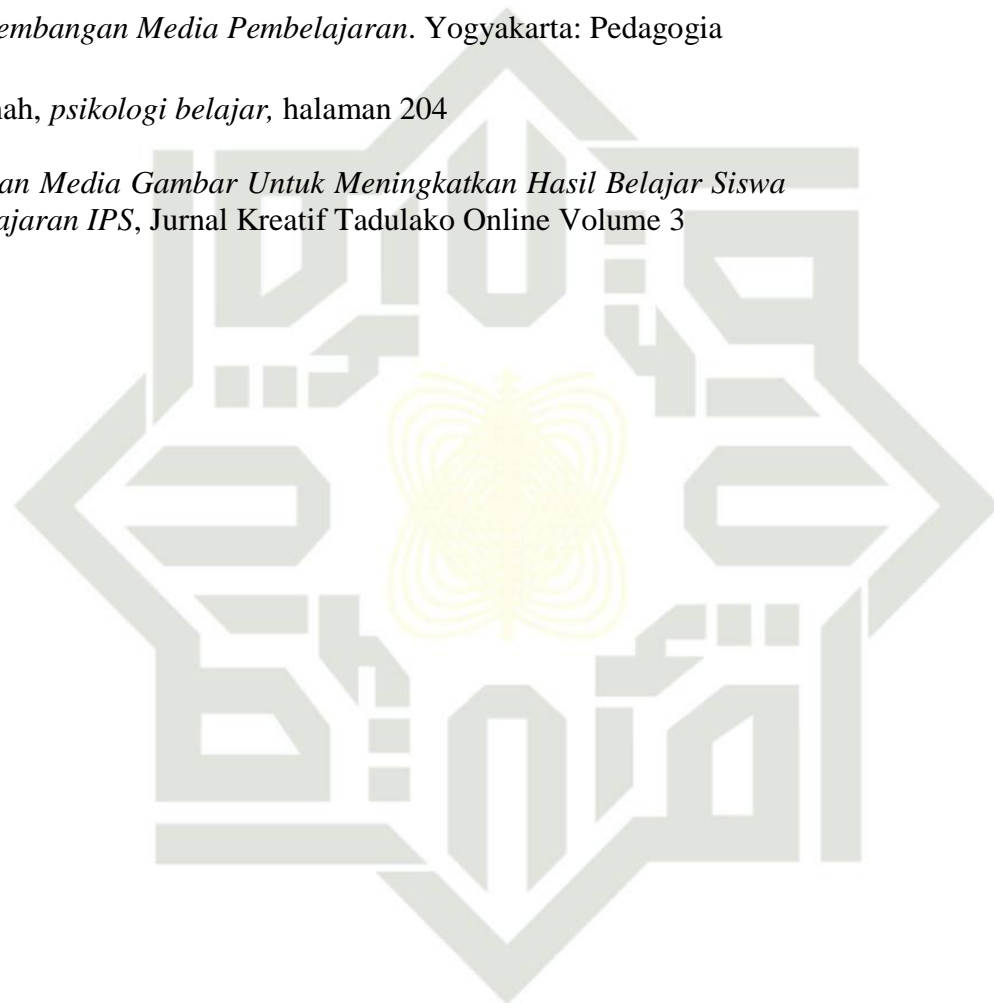 embangan Media Pembelajaran. Yogyakarta: Pedagogia
ah, psikologi belajar, halaman 204
an Media Gambar Untuk Meningkatkan Hasil Belajar Siswa
ajaran IPS, Jurnal Kreatif Tadulako Online Volume 3